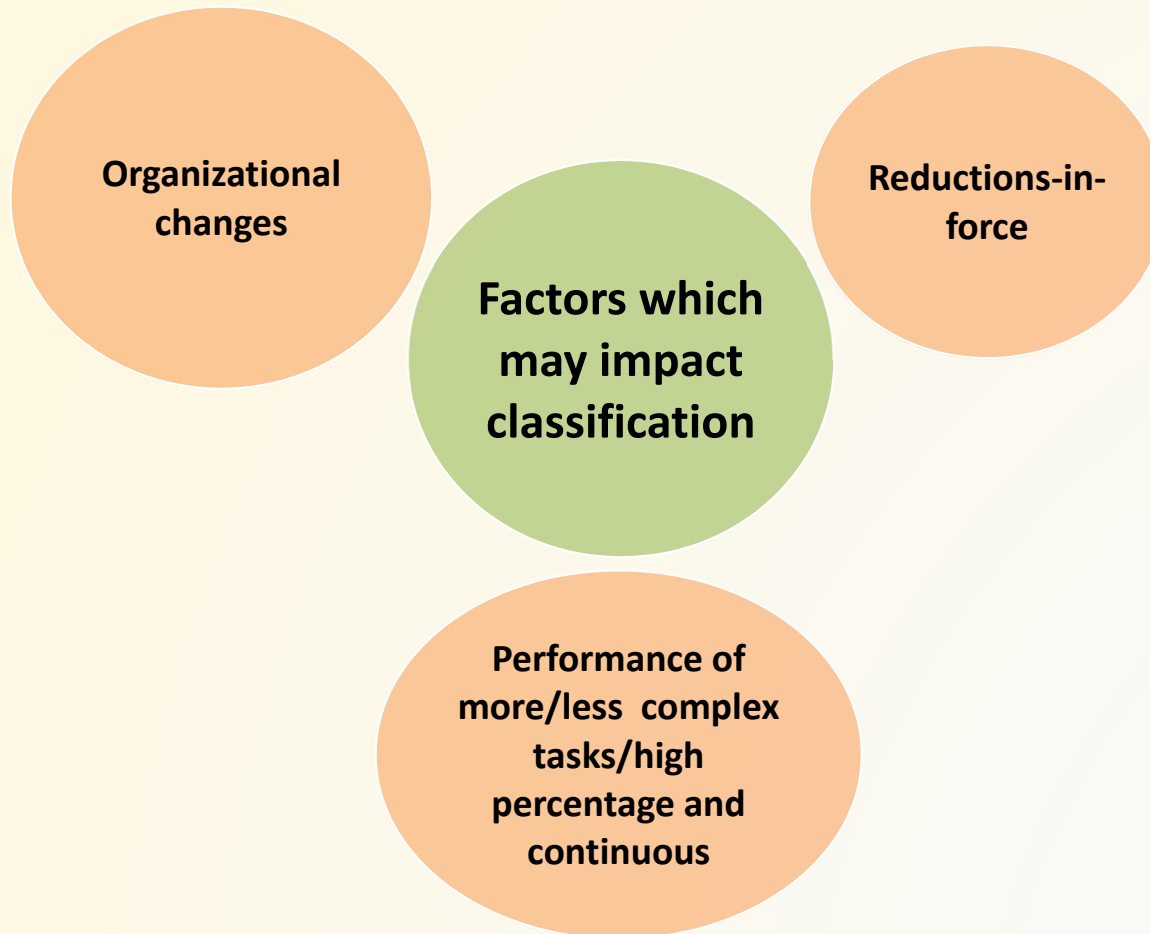 Organizational
changes
Reductions-in-
force
Factors which
may impact
classification
Performance of
more/less  complex
tasks/high
percentage and
continuous